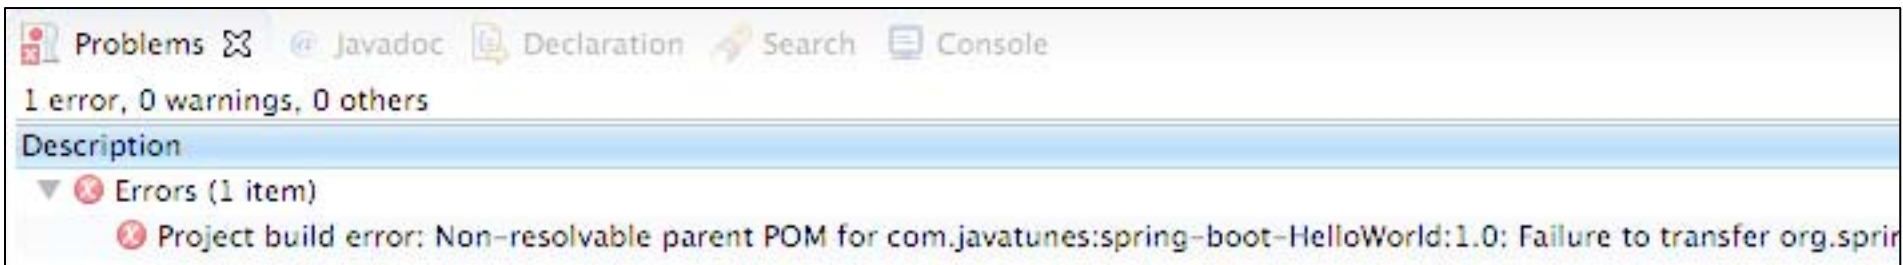 Problems @ Javadoc Declaration Search Console
1 error, 0 warnings, 0 others
Description
Errors (1 item)
Project build error: Non-resolvable parent POM for com.javatunes:spring-boot-HelloWorld:1.0: Failure to transfer org.sprin